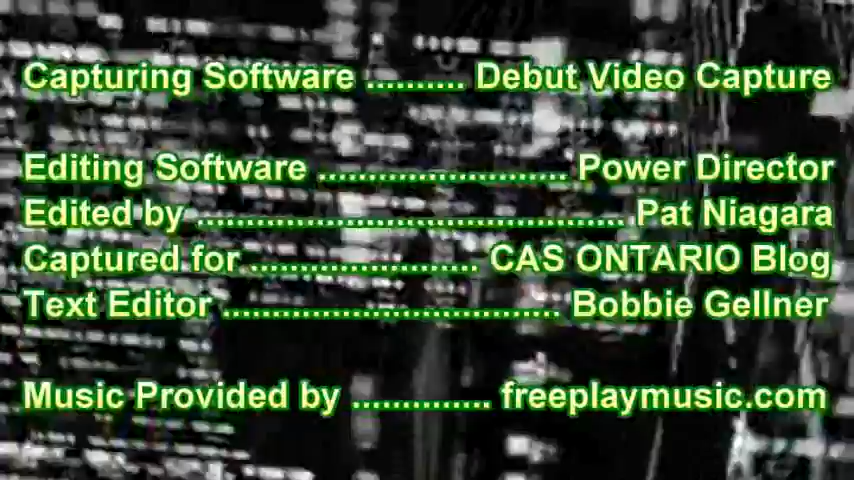 Capturing Software .......... Debut Video Capture
Editing Software ......................... Power Director
Edited by ........................................... Pat Niagara
Captured for ....................... CAS ONTARIO Blog
Text Editor .................................. Bobbie Gellner
Music Provided by .............. freeplaymusic.com